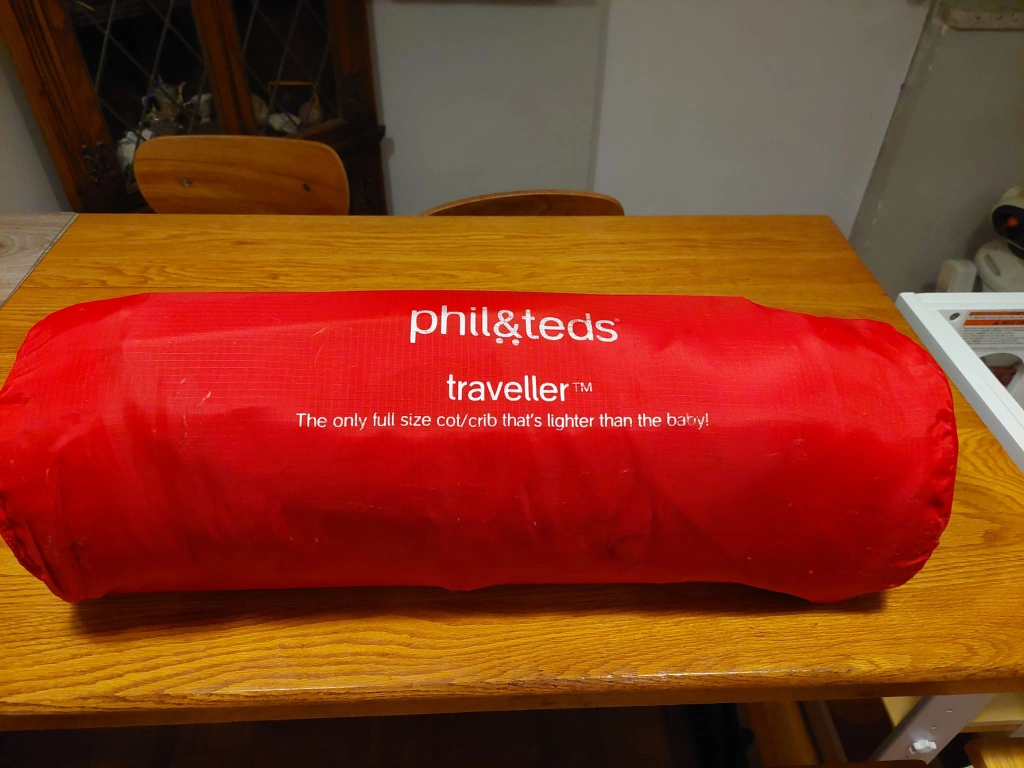 phil&teds
traveller™
The only full size cot/crib that's lighter than the baby!